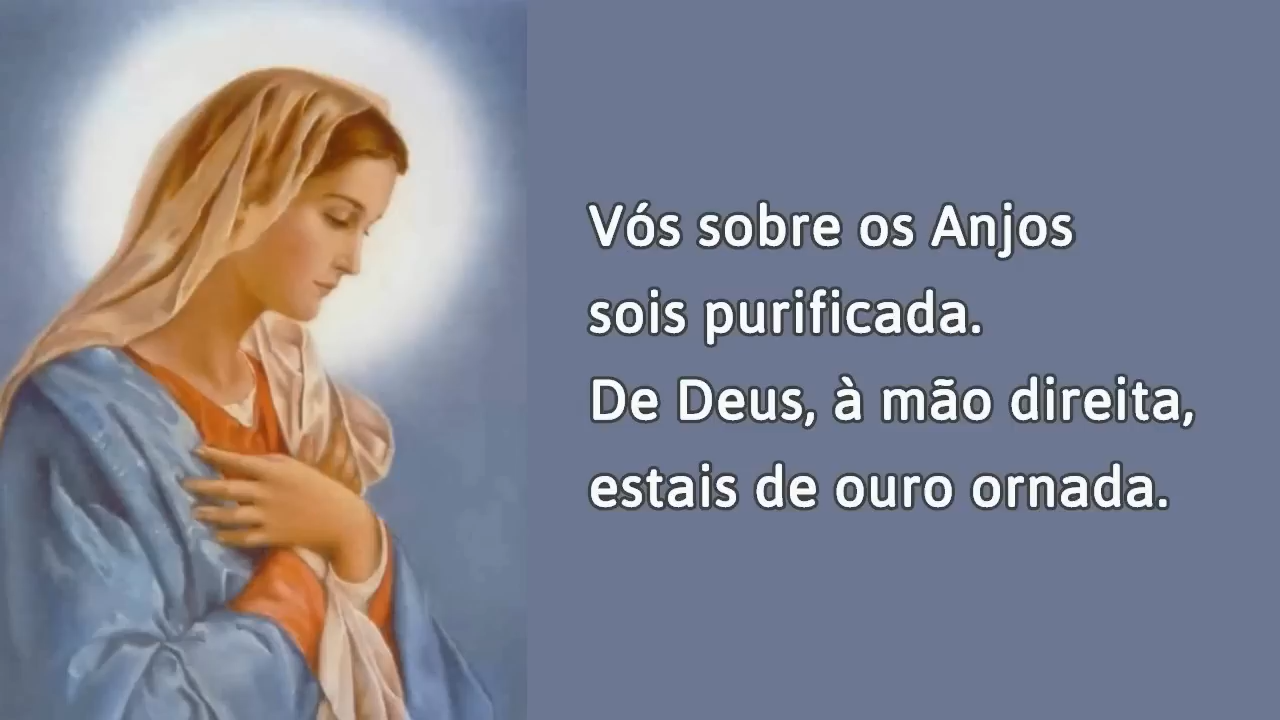 Vós sobre os Anjos
sois purificada.
De Deus, à mão direita,
estais de ouro ornada.